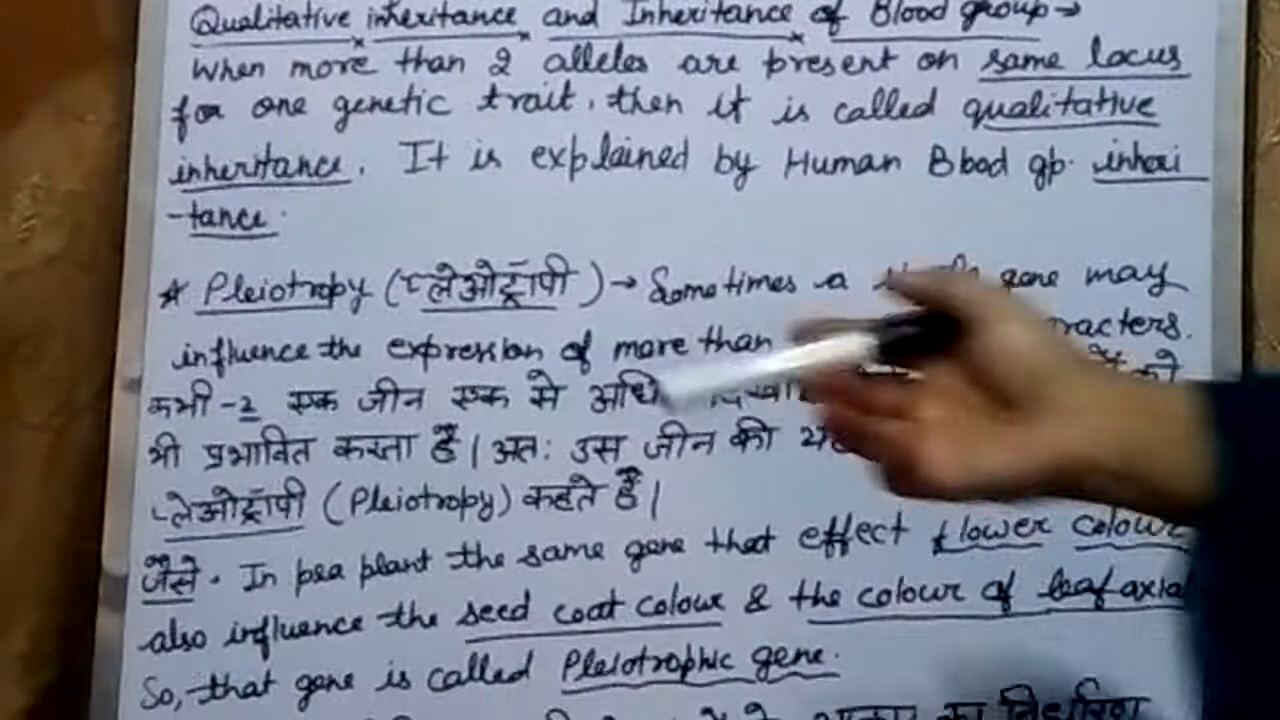 Qualitative inheritance and Inheritance of Blood group →
When more than 2 alleles are present on same locus
for one genetic trait. then it is called qualitative
inheritance. It is explained by Human Blood gp. inheri
-tance.
* Pleiotropy (प्लेओट्रॉपी) → Sometimes a gene may
influence the expression of more than
कभी-2 एक जीन एक से
भी प्रभावित करता है। अतः उस जीन की
प्लेओट्रॉपी (Pleiotropy) कहते हैं।
जैसे. In pea plant the same gene that effect flower colour
also influence the seed coat colour & the colour of leaf axial
So, that gene is called Pleiotrophic gene.